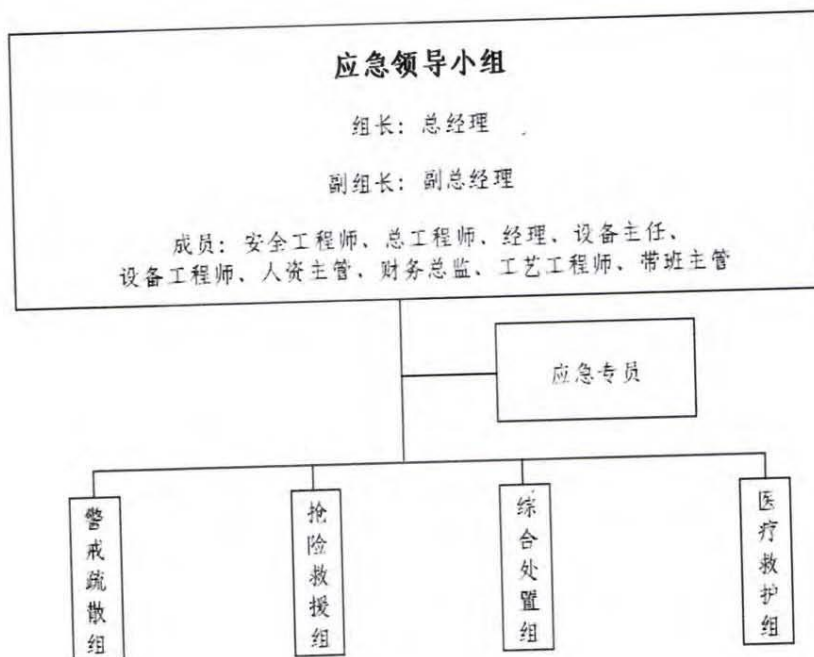 应急领导小组
组长：总经理
副组长：副总经理
成员：安全工程师、总工程师、经理、设备主任、
设备工程师、人资主管、财务总监、工艺工程师、带班主管
应急专员
警戒疏散组
抢险救援组
综合处置组
医疗救护组